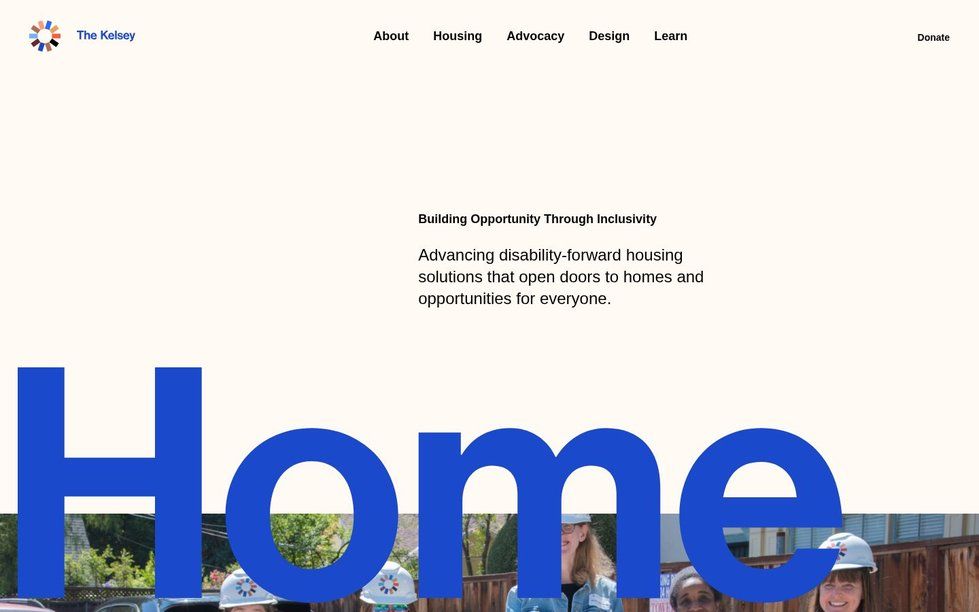 The Kelsey
About Housing Advocacy Design Learn
Donate
Building Opportunity Through Inclusivity
Advancing disability-forward housing
solutions that open doors to homes and
opportunities for everyone.
Home